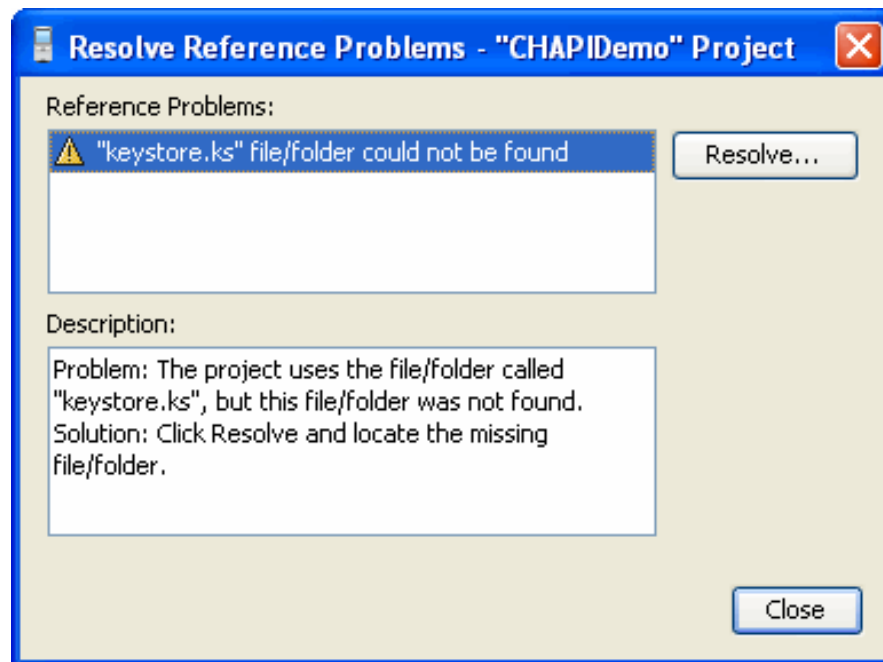 Resolve Reference Problems - "CHAPIDemo" Project
Reference Problems:
"keystore.ks" file/folder could not be found
Resolve...
Description:
Problem: The project uses the file/folder called
"keystore.ks", but this file/folder was not found.
Solution: Click Resolve and locate the missing
file/folder.
Close